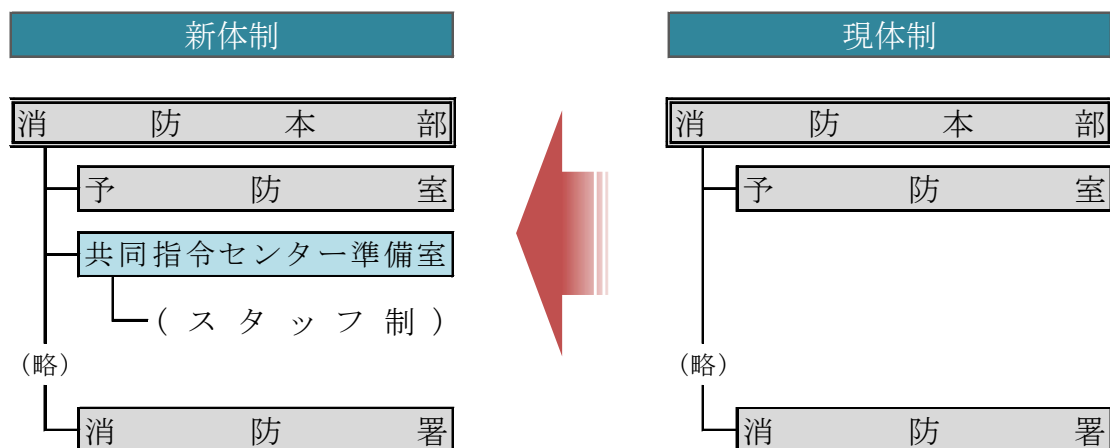 新体制
消防本部
予防室
共同指令センター準備室
(スタッフ制)
(略)
消防署
現体制
消防本部
予防室
(略)
消防署